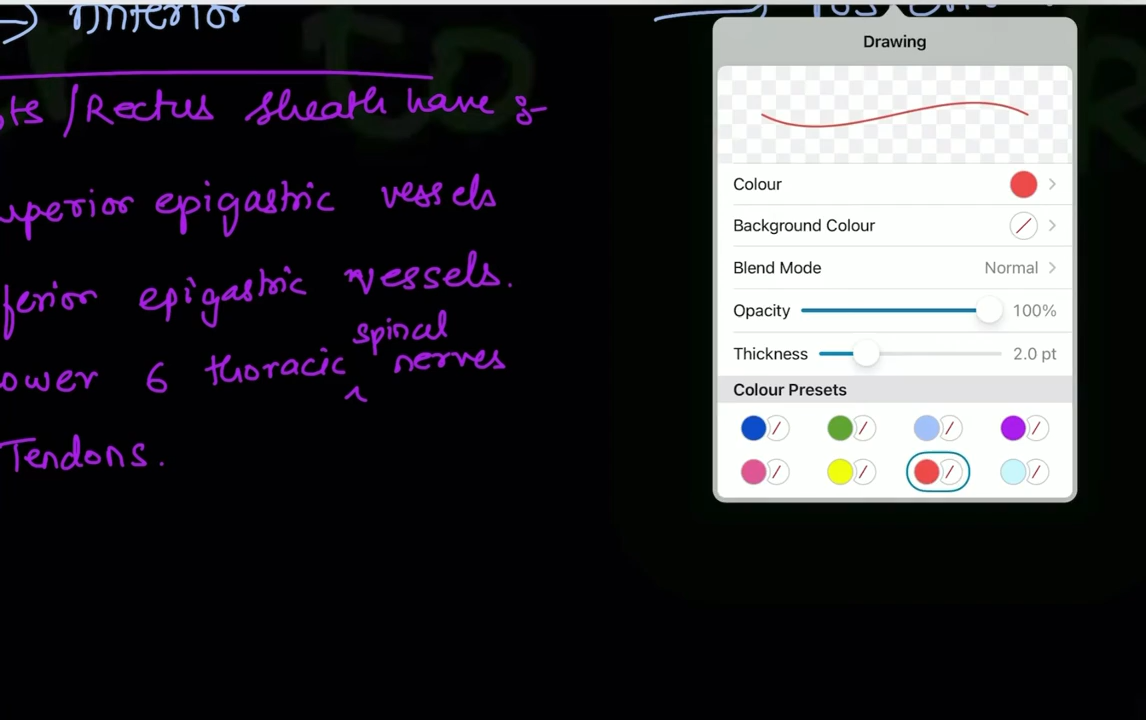 → Anterior
/Rectus sheath have :-
uperior epigastric vessels
ferior epigastric vessels.
spinal
ower 6 thoracic ^ nerves
Tendons.
Drawing
Colour
Background Colour
Blend Mode Normal
Opacity 100%
Thickness 2.0 pt
Colour Presets